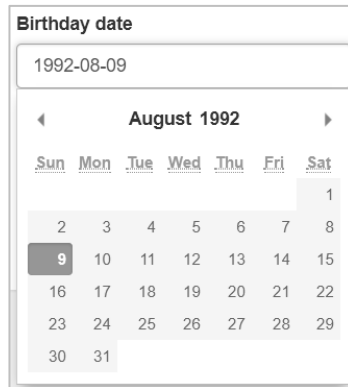 Birthday date
1992-08-09
August 1992
Sun Mon Tue Wed Thu Fri Sat
1
2 3 4 5 6 7 8
9 10 11 12 13 14 15
16 17 18 19 20 21 22
23 24 25 26 27 28 29
30 31